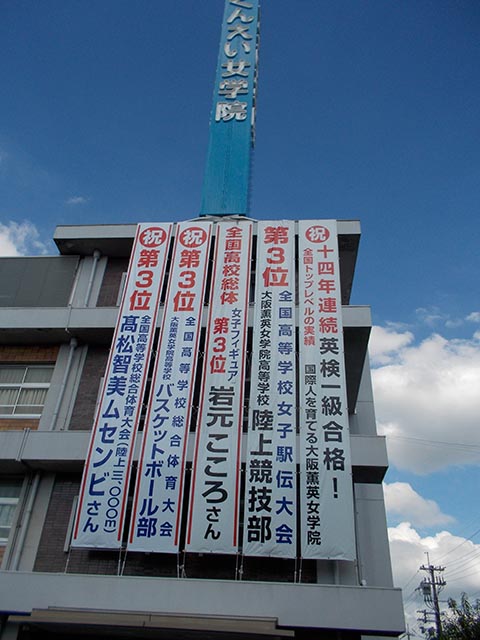 くんえい女学院
㊗十四年連続英検一級合格！
全国トップレベルの実績
国際人を育てる大阪薫英女学院
第3位
全国高等学校女子駅伝大会
大阪薫英女学院高等学校
陸上競技部
全国高校総体
女子フィギュア
第3位
岩元こころさん
㊗第3位
全国高等学校総合体育大会
大阪薫英女学院高等学校
バスケットボール部
㊗第3位
全国高等学校総合体育大会（陸上三、〇〇〇m）
髙松智美ムセンビさん